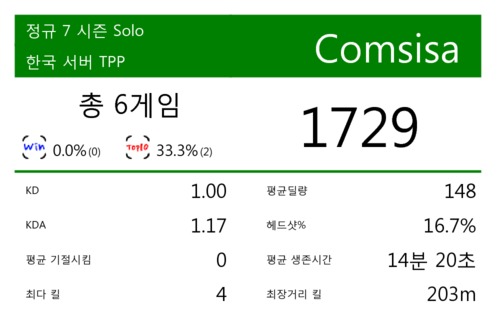 정규 7 시즌 Solo
한국 서버 TPP
Comsisa
총 6게임
Win 0.0%(0) TOP10 33.3%(2)
1729
KD 1.00
평균딜량 148
KDA 1.17
헤드샷% 16.7%
평균 기절시킴 0
평균 생존시간 14분 20초
최다 킬 4
최장거리 킬 203m